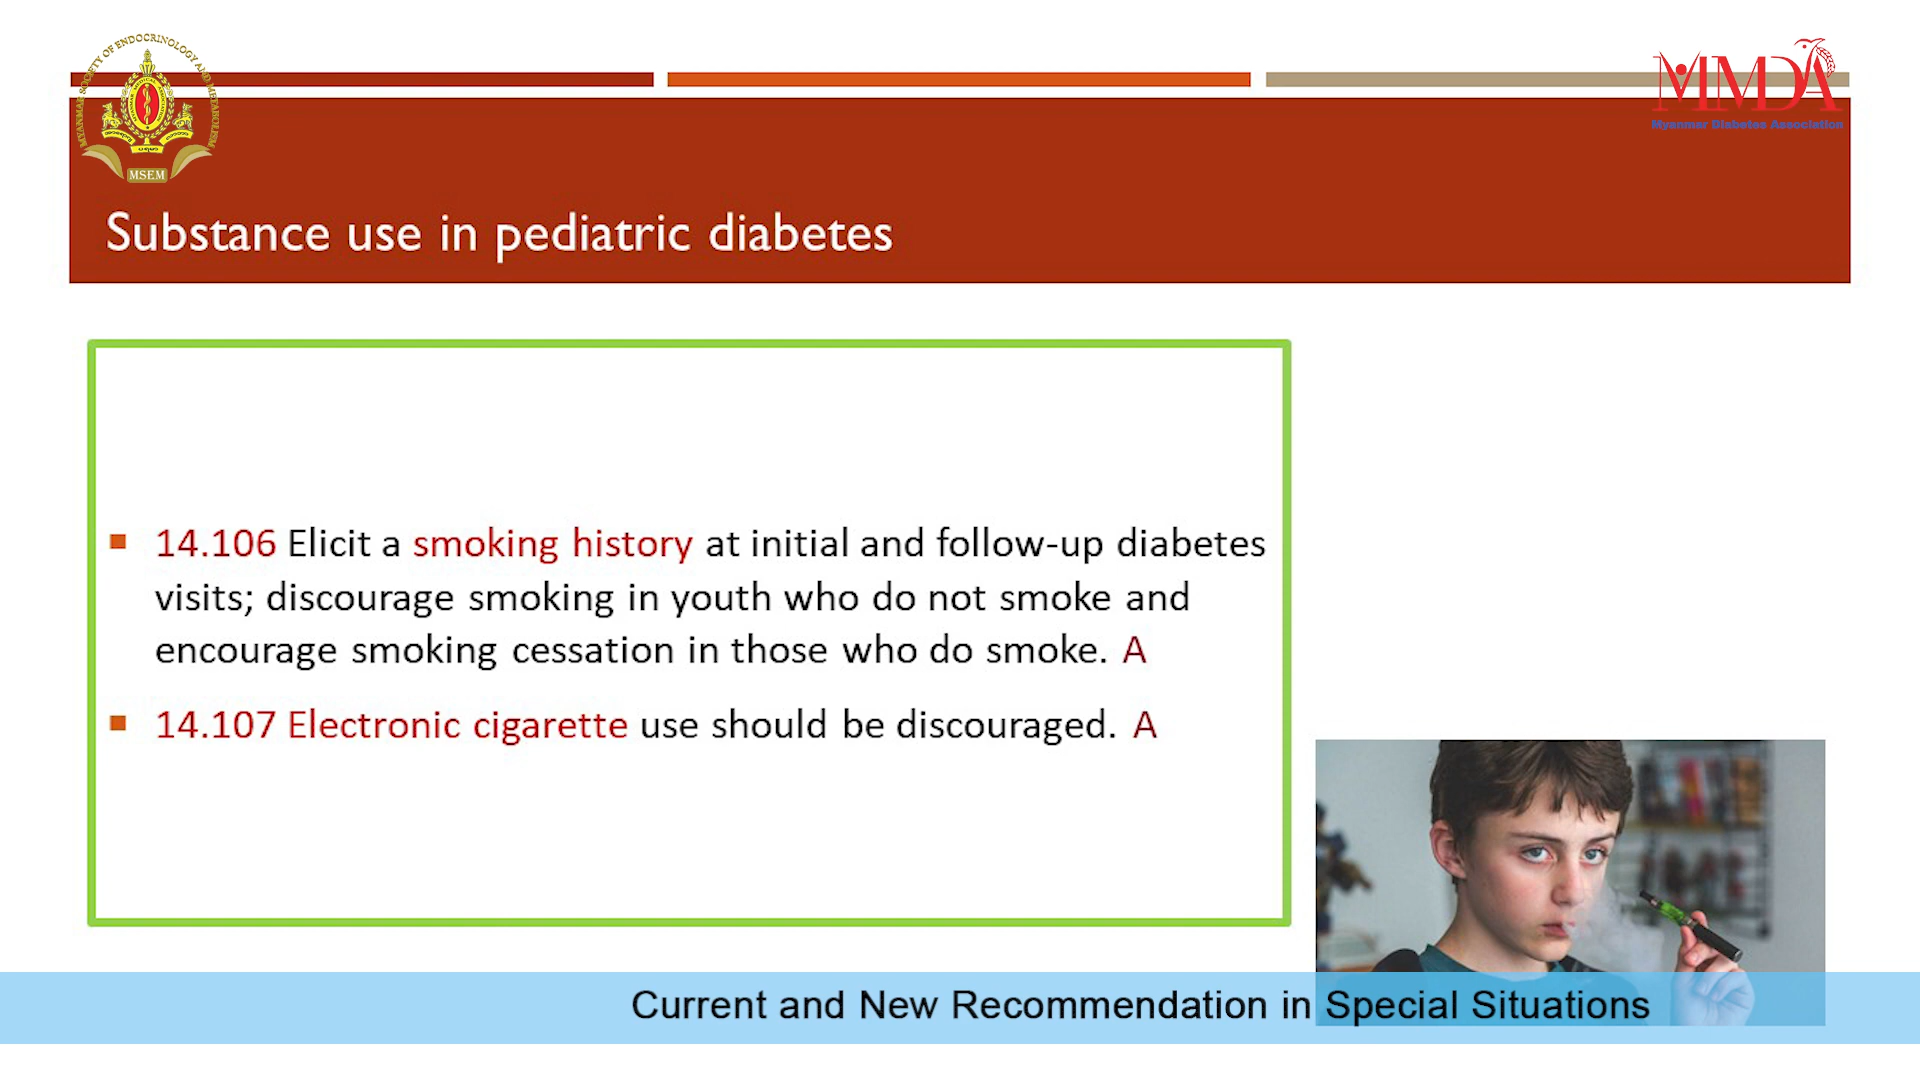 MYANMAR SOCIETY OF ENDOCRINOLOGY AND METABOLISM
MSEM
MMDA
Myanmar Diabetes Association
Substance use in pediatric diabetes
14.106 Elicit a smoking history at initial and follow-up diabetes
visits; discourage smoking in youth who do not smoke and
encourage smoking cessation in those who do smoke. A
14.107 Electronic cigarette use should be discouraged. A
Current and New Recommendation in Special Situations